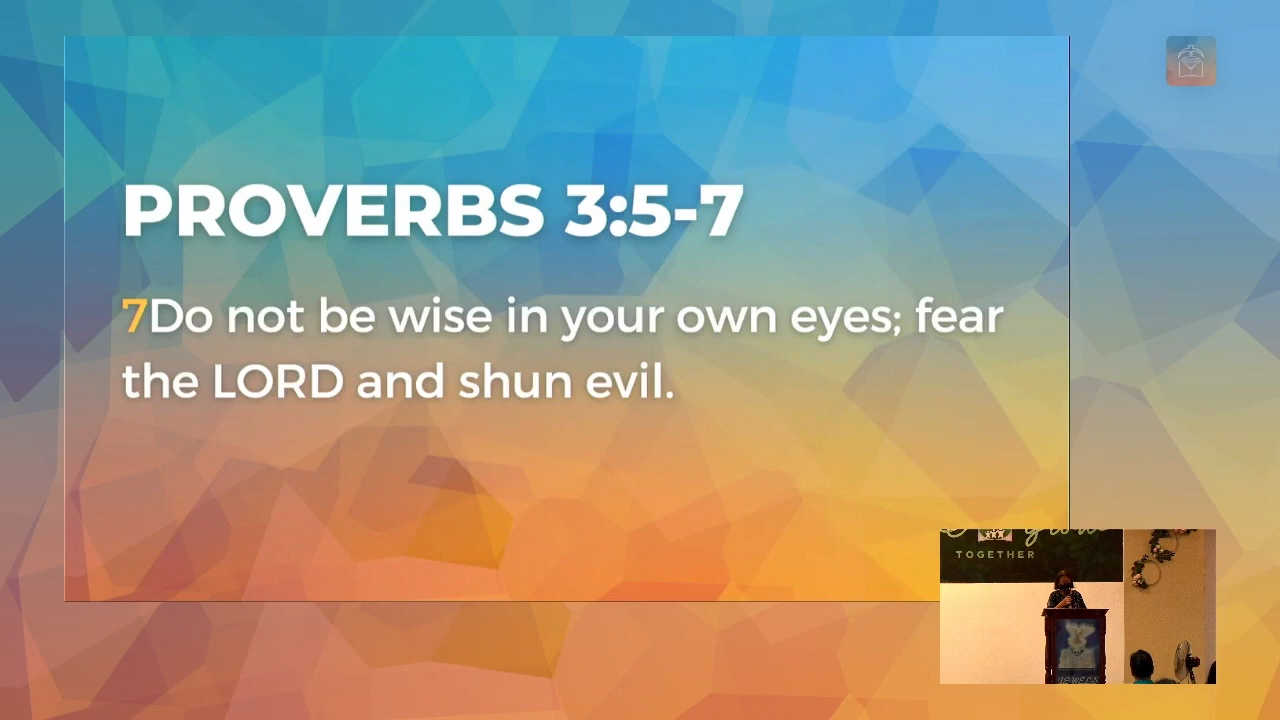 PROVERBS 3:5-7
7Do not be wise in your own eyes; fear
the LORD and shun evil.
TOGETHER